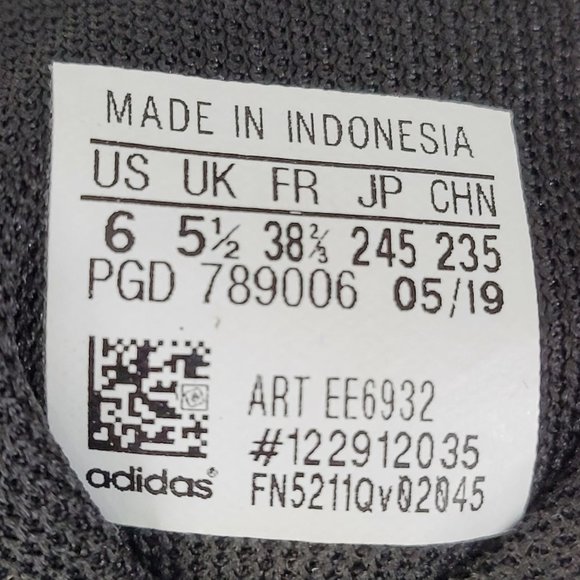 MADE IN INDONESIA
US UK FR JP CHN
6 5½ 38⅔ 245 235
PGD 789006 05/19
ART EE6932
#122912035
adidas® FN5211Qv02045